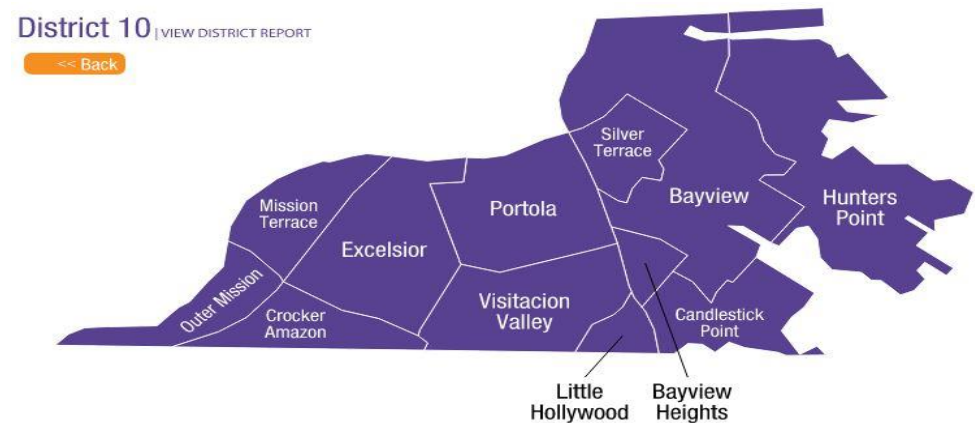 District 10 | VIEW DISTRICT REPORT
<< Back
Silver
Terrace
Mission
Terrace
Portola
Bayview
Hunters
Point
Excelsior
Outer Mission
Crocker
Amazon
Visitacion
Valley
Candlestick
Point
Little
Hollywood
Bayview
Heights